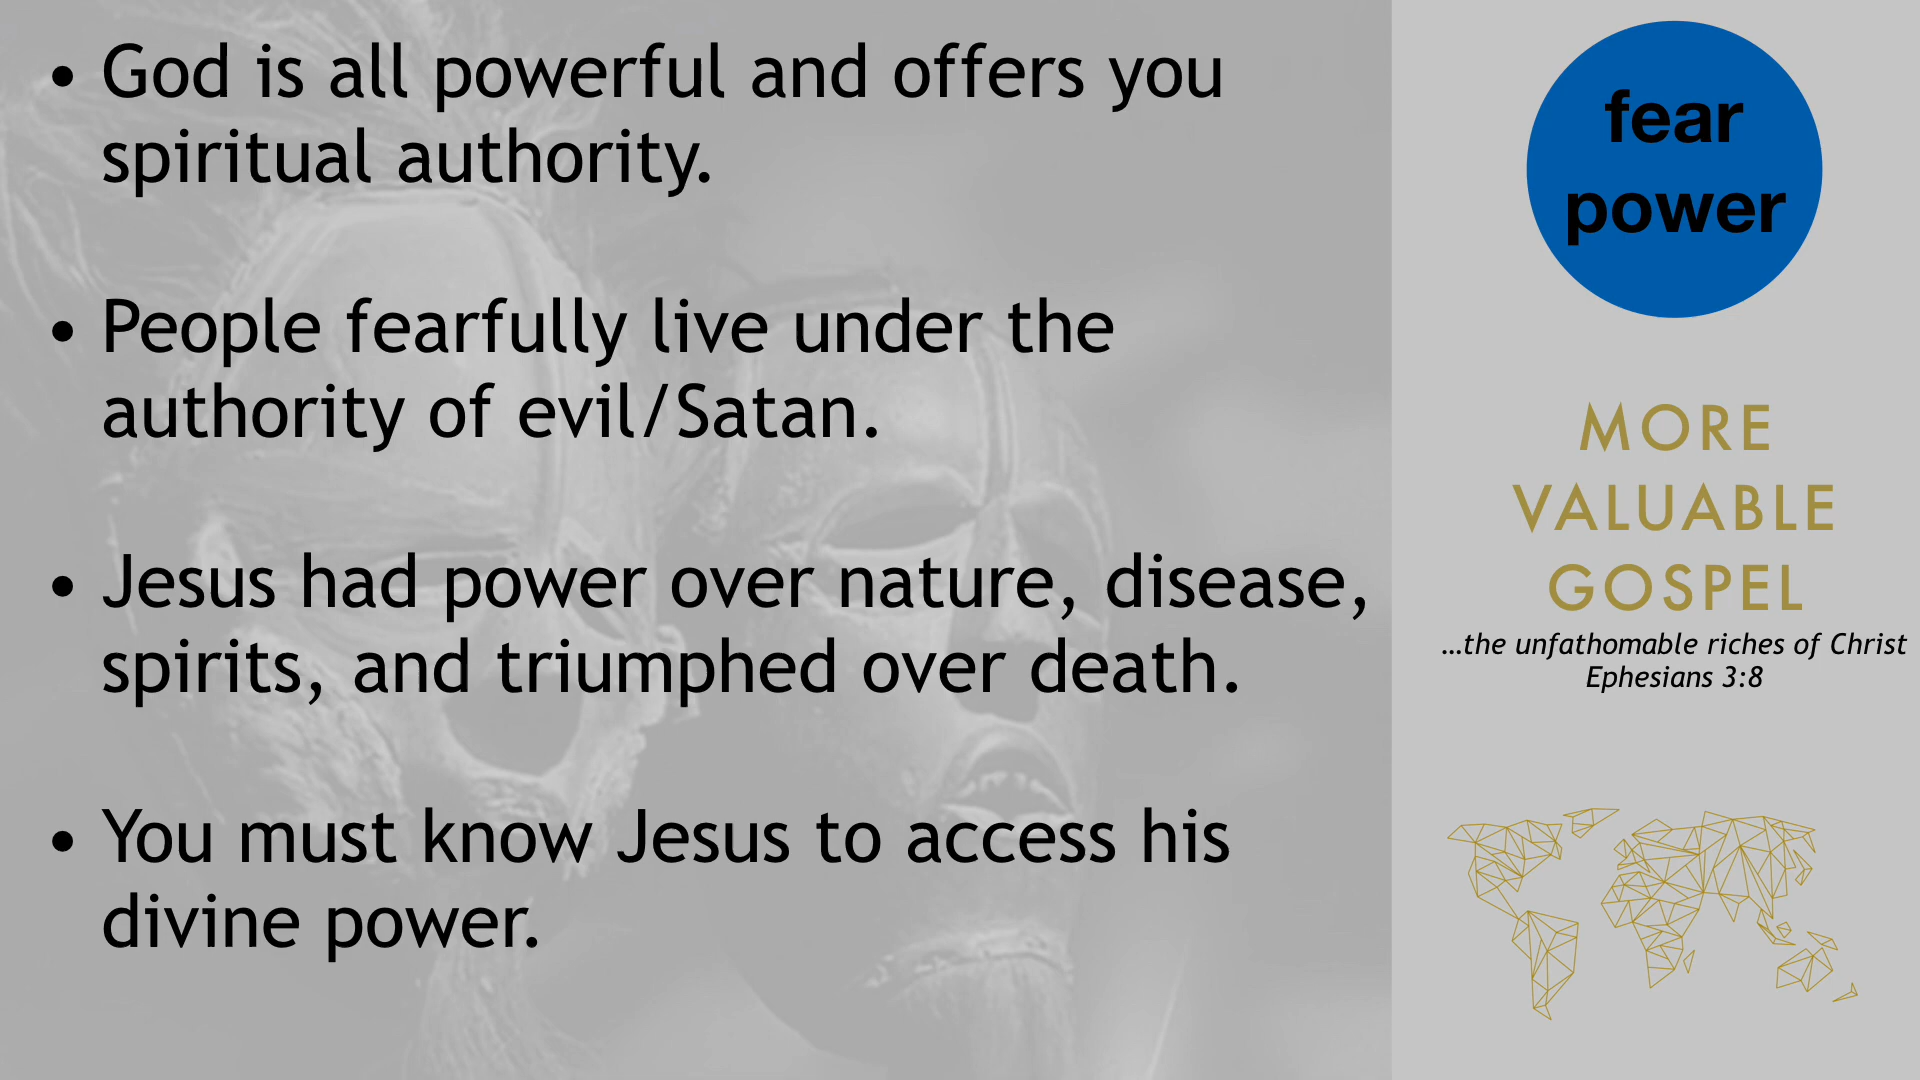 • God is all powerful and offers you
spiritual authority.
• People fearfully live under the
authority of evil/Satan.
• Jesus had power over nature, disease,
spirits, and triumphed over death.
• You must know Jesus to access his
divine power.
fear
power
MORE
VALUABLE
GOSPEL
…the unfathomable riches of Christ
Ephesians 3:8